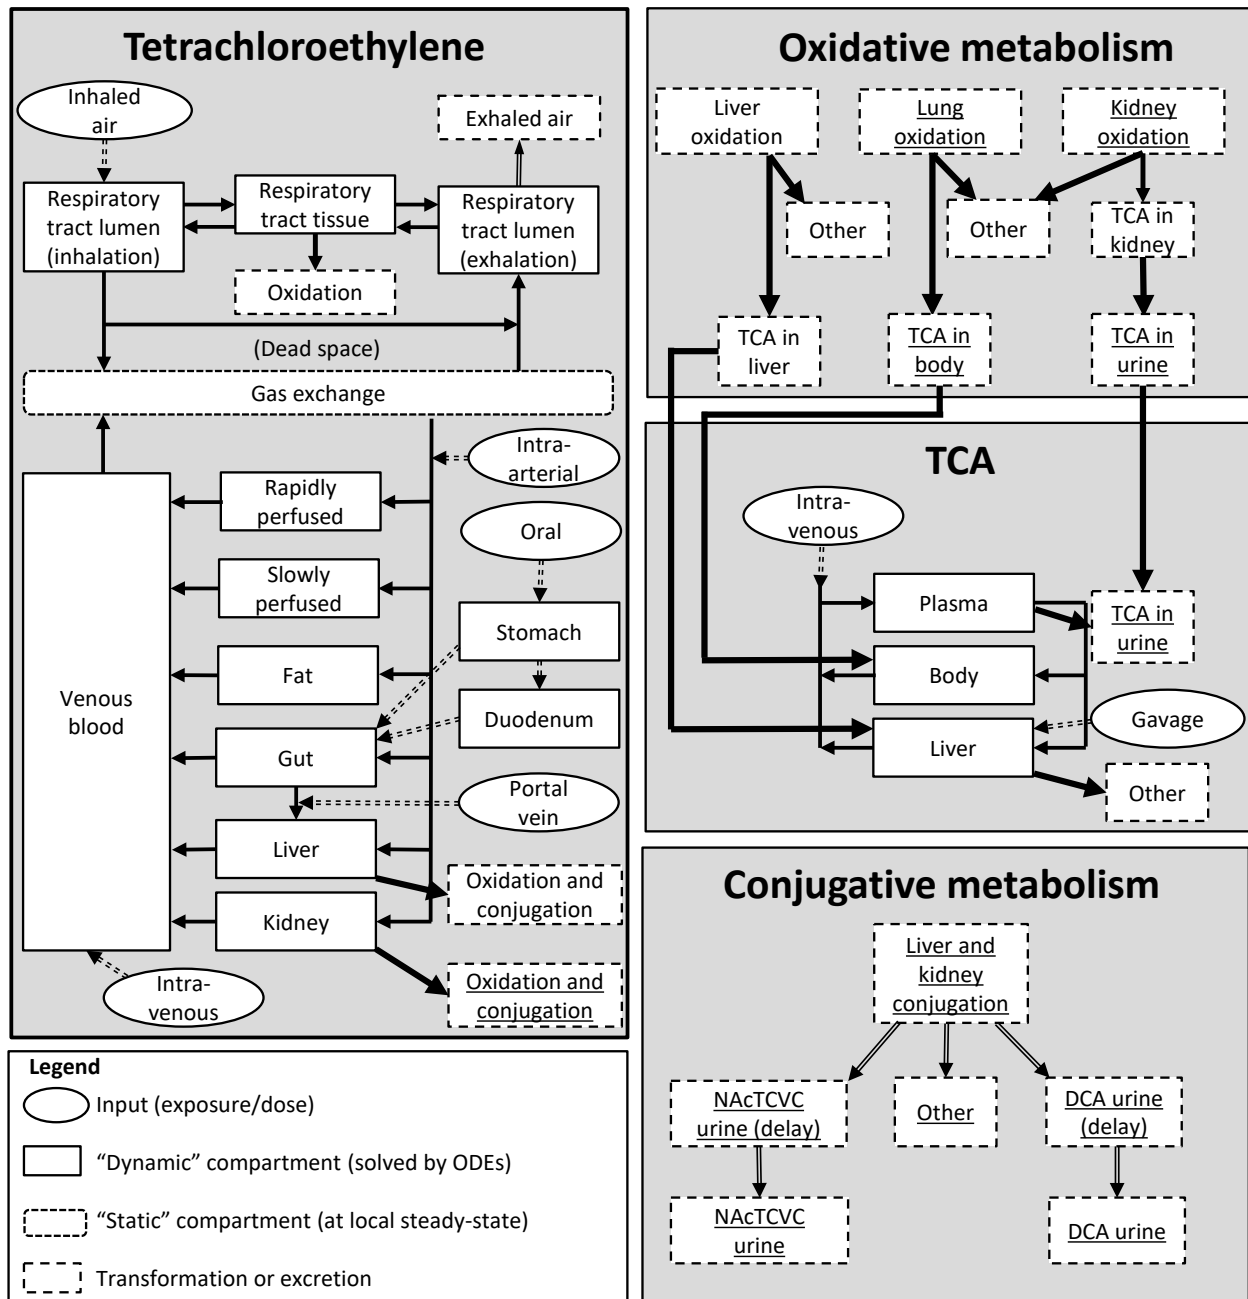 Tetrachloroethylene
Inhaled
air
Exhaled air
Respiratory
tract lumen
(inhalation)
Respiratory
tract tissue
Respiratory
tract lumen
(exhalation)
Oxidation
(Dead space)
Gas exchange
Intra-
arterial
Rapidly
perfused
Oral
Slowly
perfused
Stomach
Fat
Venous
blood
Duodenum
Gut
Portal
vein
Liver
Oxidation and
conjugation
Kidney
Oxidation and
conjugation
Intra-
venous
Legend
Input (exposure/dose)
“Dynamic” compartment (solved by ODEs)
“Static” compartment (at local steady-state)
Transformation or excretion
Oxidative metabolism
Liver
oxidation
Lung
oxidation
Kidney
oxidation
Other
Other
TCA in
kidney
TCA in
liver
TCA in
body
TCA in
urine
TCA
Intra-
venous
Plasma
TCA in
urine
Body
Liver
Gavage
Other
Conjugative metabolism
Liver and
kidney
conjugation
NAcTCVC
urine (delay)
Other
DCA urine
(delay)
NAcTCVC
urine
DCA urine